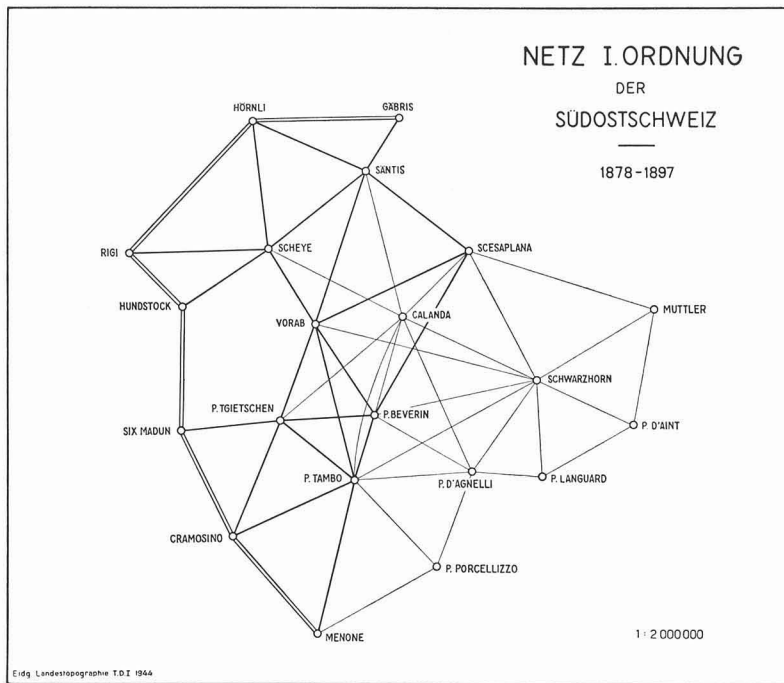 NETZ I. ORDNUNG
DER
SÜDOSTSCHWEIZ
1878-1897
HÖRNLI
GÄBRIS
SÄNTIS
RIGI
SCHEYE
SCESAPLANA
HUNDSTOCK
VORAB
CALANDA
MUTTLER
SCHWARZHORN
P. TGIETSCHEN
P. BEVERIN
P. D'AINT
SIX MADUN
P. TAMBO
P. D'AGNELLI
P. LANGUARD
CRAMOSINO
P. PORCELLIZZO
MENONE
1 : 2 000 000
Eidg. Landestopographie T.D.I 1944